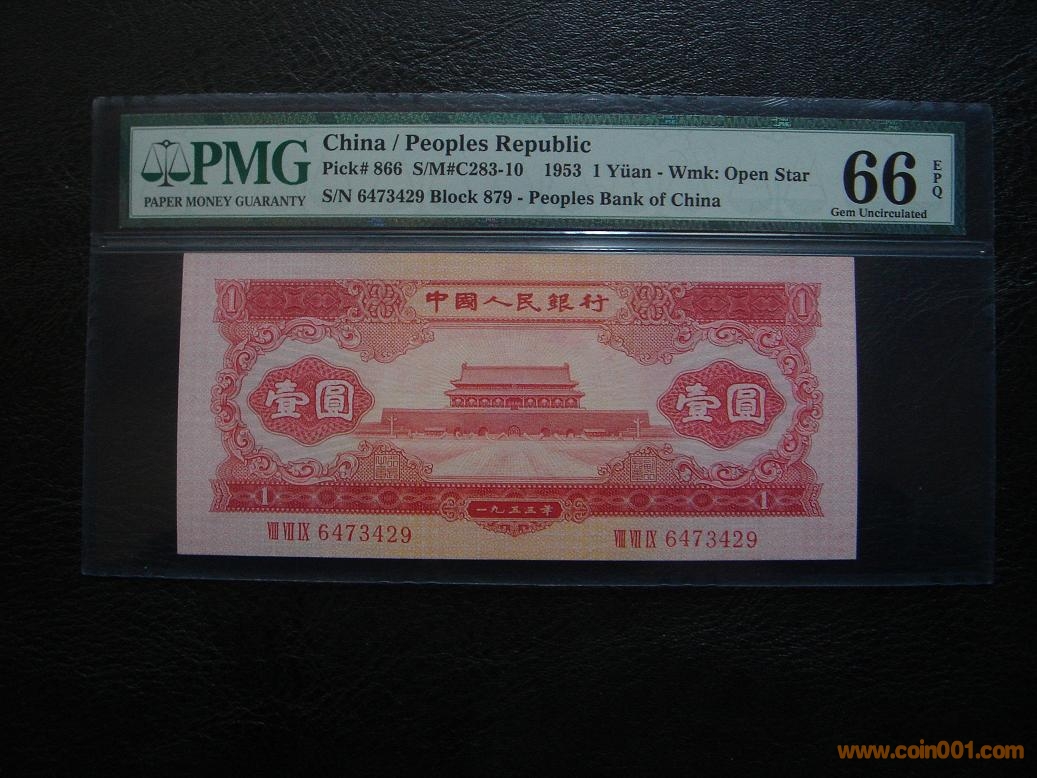 PMG
PAPER MONEY GUARANTY
China / Peoples Republic
Pick# 866 S/M#C283-10 1953 1 Yüan - Wmk: Open Star
S/N 6473429 Block 879 - Peoples Bank of China
66
EPQ
Gem Uncirculated
1
中國人民銀行
1
壹圓
壹圓
1
一九五三年
1
VIII VII IX 6473429
VIII VII IX 6473429
www.coin001.com